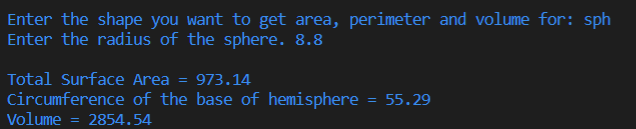 Enter the shape you want to get area, perimeter and volume for: sph
Enter the radius of the sphere. 8.8
Total Surface Area = 973.14
Circumference of the base of hemisphere = 55.29
Volume = 2854.54